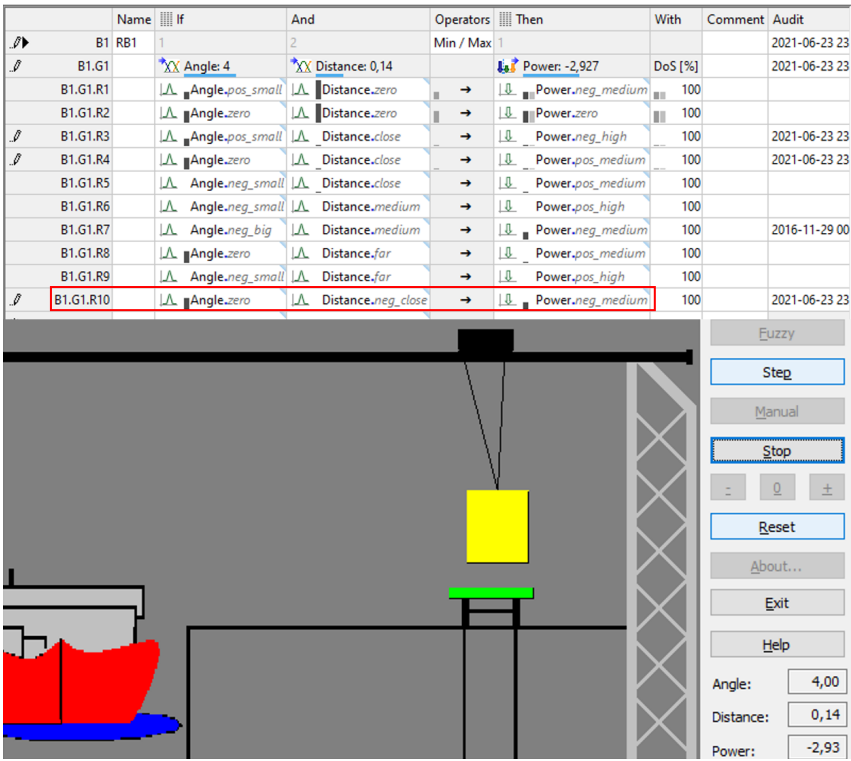 Name If And Operators Then With Comment Audit
B1 RB1 1 2 Min / Max 1 2021-06-23 23
B1.G1 Angle: 4 Distance: 0,14 Power: -2,927 DoS [%] 2021-06-23 23
B1.G1.R1 Angle.pos_small Distance.zero → Power.neg_medium 100
B1.G1.R2 Angle.zero Distance.zero → Power.zero 100
B1.G1.R3 Angle.pos_small Distance.close → Power.neg_high 100 2021-06-23 23
B1.G1.R4 Angle.zero Distance.close → Power.pos_medium 100 2021-06-23 23
B1.G1.R5 Angle.neg_small Distance.close → Power.pos_medium 100
B1.G1.R6 Angle.neg_small Distance.medium → Power.pos_high 100
B1.G1.R7 Angle.neg_big Distance.medium → Power.neg_medium 100 2016-11-29 00
B1.G1.R8 Angle.zero Distance.far → Power.pos_medium 100
B1.G1.R9 Angle.neg_small Distance.far → Power.pos_high 100
B1.G1.R10 Angle.zero Distance.neg_close → Power.neg_medium 100 2021-06-23 23
Fuzzy
Step
Manual
Stop
- 0 +
Reset
About...
Exit
Help
Angle: 4,00
Distance: 0,14
Power: -2,93